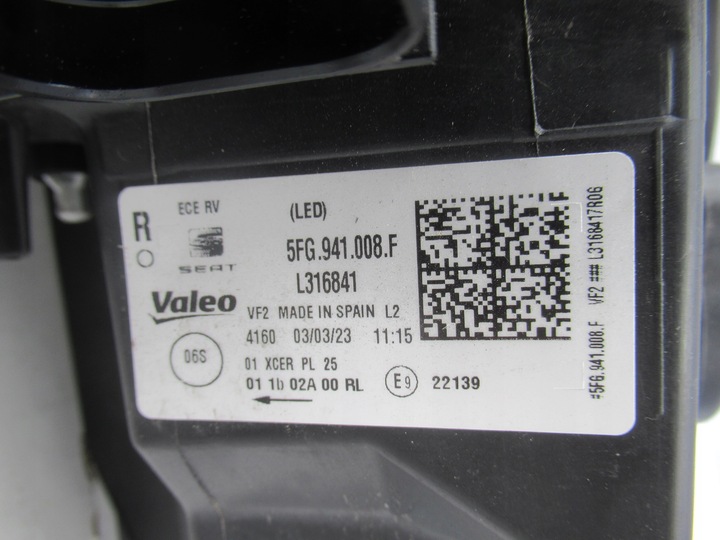 R
ECE RV
(LED)
SEAT
5FG.941.008.F
L316841
Valeo
VF2 MADE IN SPAIN L2
4160 03/03/23 11:15
06S
01 XCER PL 25
01 1b 02A 00 RL
E9 22139
#5FG.941.008.F VF2 ### L3168417R06